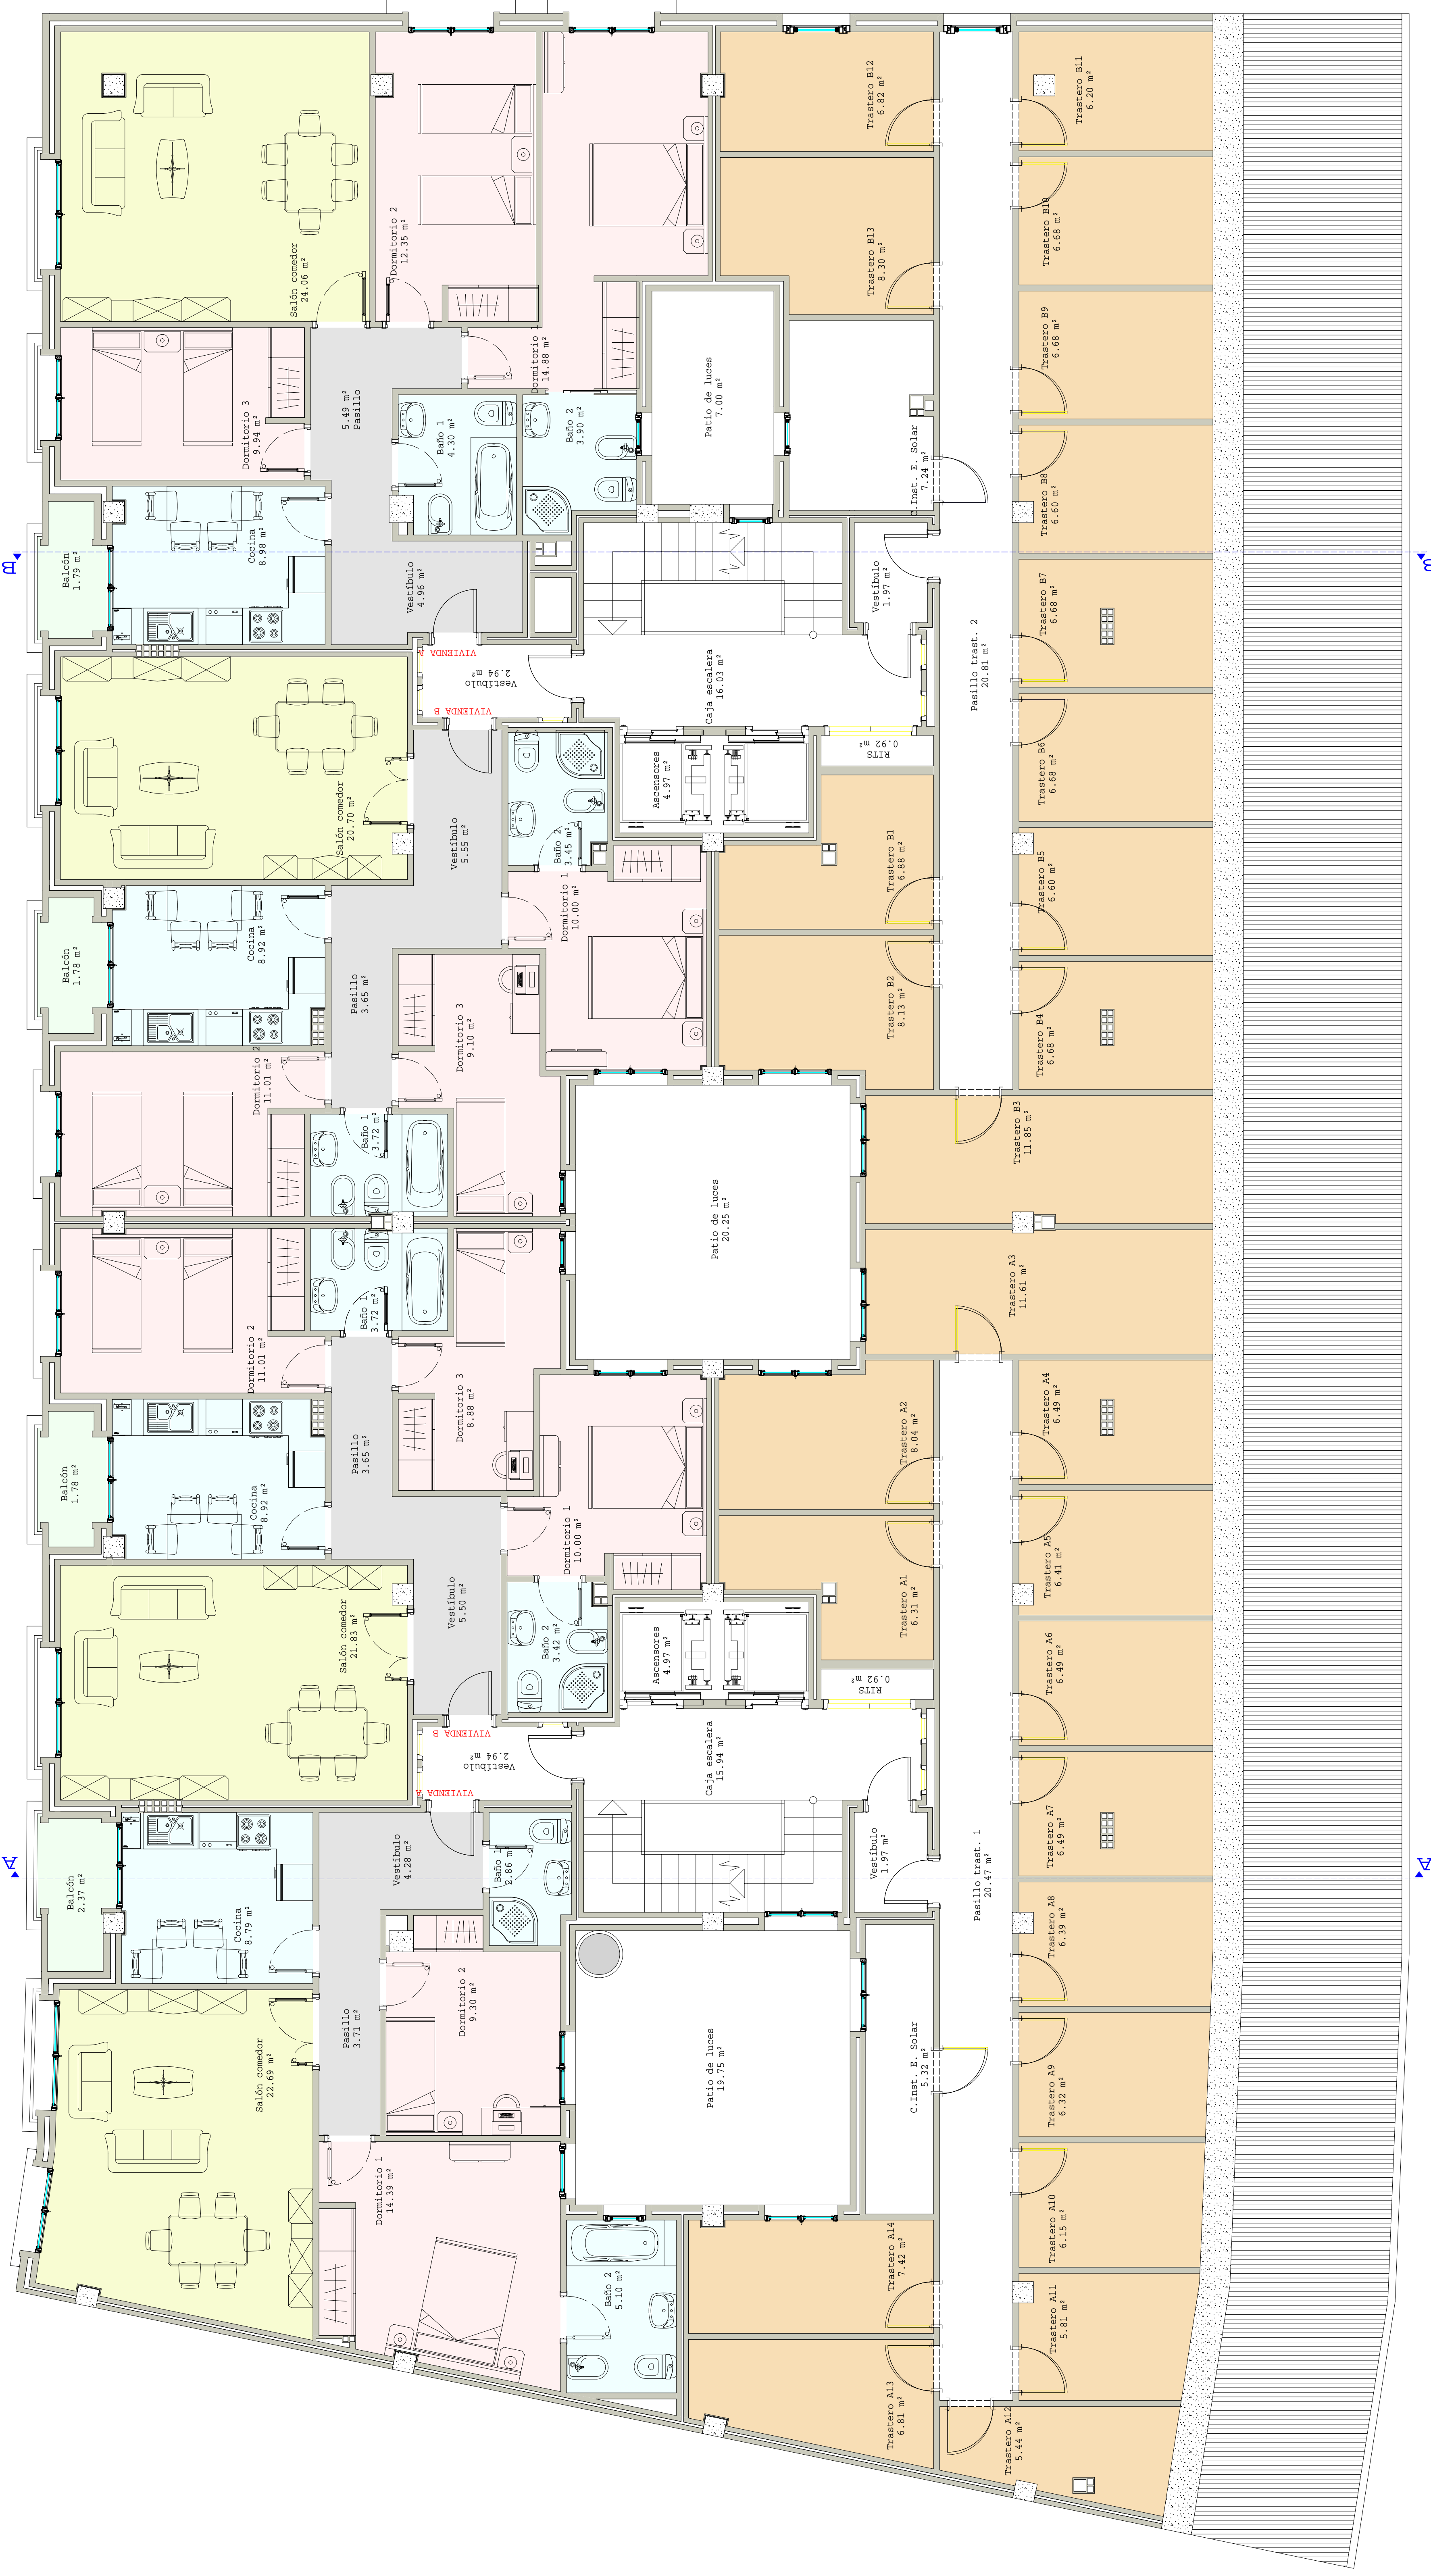 Trastero B12
6.82 m²
Trastero B11
6.20 m²
Salón comedor
24.06 m²
Dormitorio 2
12.35 m²
Trastero B13
8.30 m²
Trastero B10
6.68 m²
Dormitorio 3
9.94 m²
5.49 m²
Pasillo
Dormitorio 1
14.88 m²
Baño 1
4.30 m²
Baño 2
3.90 m²
Patio de luces
7.00 m²
C.Inst. E. Solar
7.24 m²
Trastero B9
6.68 m²
Trastero B8
6.60 m²
B
B
Balcón
1.79 m²
Cocina
8.98 m²
Vestíbulo
4.96 m²
Vestíbulo
1.97 m²
Trastero B7
6.68 m²
VIVIENDA A
Vestíbulo
2.94 m²
VIVIENDA B
Caja escalera
16.03 m²
Pasillo trast. 2
20.81 m²
RITS
0.92 m²
Ascensores
4.97 m²
Trastero B6
6.68 m²
Salón comedor
20.70 m²
Vestíbulo
5.55 m²
Baño 2
3.45 m²
Trastero B1
6.88 m²
Trastero B5
6.60 m²
Balcón
1.78 m²
Cocina
8.92 m²
Pasillo
3.65 m²
Dormitorio 1
10.00 m²
Dormitorio 3
9.10 m²
Trastero B2
8.13 m²
Trastero B4
6.68 m²
Dormitorio 2
11.01 m²
Baño 1
3.72 m²
Trastero B3
11.85 m²
Patio de luces
20.25 m²
Trastero A3
11.61 m²
Dormitorio 2
11.01 m²
Baño 1
3.72 m²
Dormitorio 3
8.88 m²
Trastero A2
8.04 m²
Trastero A4
6.49 m²
Balcón
1.78 m²
Cocina
8.92 m²
Pasillo
3.65 m²
Dormitorio 1
10.00 m²
Trastero A1
6.31 m²
Trastero A5
6.41 m²
Salón comedor
21.83 m²
Vestíbulo
5.50 m²
Baño 2
3.42 m²
Ascensores
4.97 m²
Trastero A6
6.49 m²
RITS
0.92 m²
VIVIENDA B
Vestíbulo
2.94 m²
VIVIENDA A
Caja escalera
15.94 m²
Trastero A7
6.49 m²
A
A
Balcón
2.37 m²
Cocina
8.79 m²
Vestíbulo
4.28 m²
Baño 1
2.86 m²
Vestíbulo
1.97 m²
Pasillo trast. 1
20.47 m²
Trastero A8
6.39 m²
Salón comedor
22.69 m²
Pasillo
3.71 m²
Dormitorio 2
9.30 m²
Patio de luces
19.75 m²
C.Inst. E. Solar
5.32 m²
Trastero A9
6.32 m²
Dormitorio 1
14.39 m²
Baño 2
5.10 m²
Trastero A14
7.42 m²
Trastero A10
6.15 m²
Trastero A11
5.81 m²
Trastero A13
6.81 m²
Trastero A12
5.44 m²